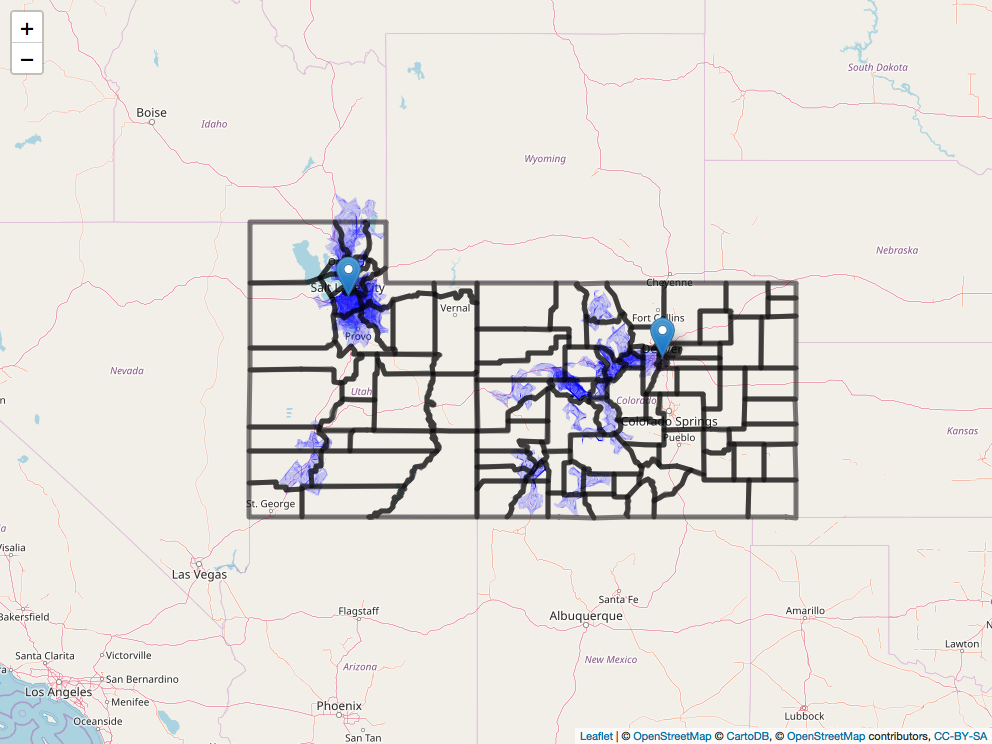 +
−
South Dakota
Boise
Idaho
Wyoming
Nebraska
Cheyenne
Salt Lake City
Vernal
Fort Collins
Provo
Denver
Nevada
Utah
Colorado
Colorado Springs
Kansas
Pueblo
St. George
Visalia
Las Vegas
Santa Fe
Flagstaff
Amarillo
Bakersfield
Albuquerque
Santa Clarita
Victorville
Lawton
Arizona
New Mexico
San Bernardino
Los Angeles
Menifee
Phoenix
Oceanside
Lubbock
San Tan
Leaflet | © OpenStreetMap © CartoDB, © OpenStreetMap contributors, CC-BY-SA